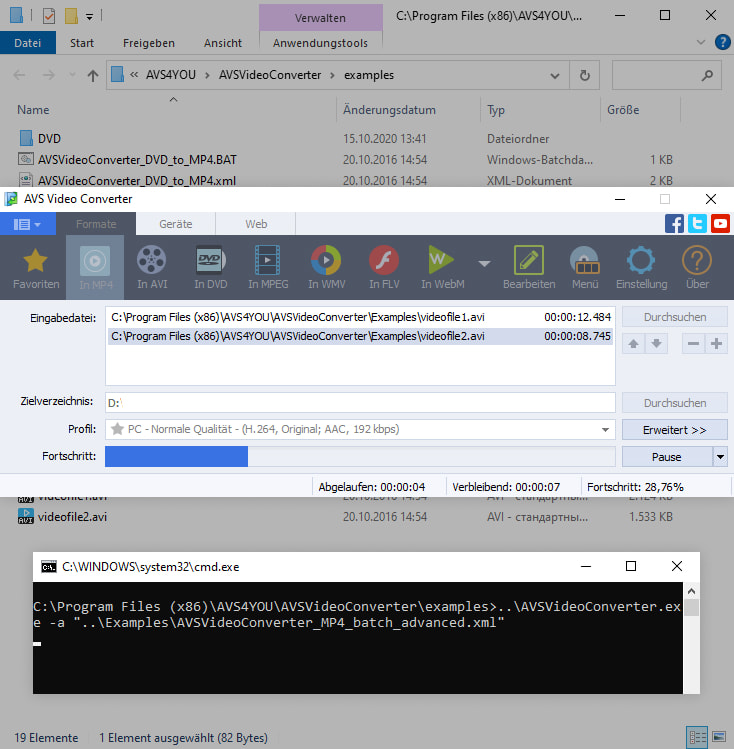 Verwalten
C:\Program Files (x86)\AVS4YOU\...
Datei Start Freigeben Ansicht Anwendungstools
« AVS4YOU > AVSVideoConverter > examples
Name Änderungsdatum Typ Größe
DVD 15.10.2020 13:41 Dateiordner
AVSVideoConverter_DVD_to_MP4.BAT 20.10.2016 14:54 Windows-Batchda... 1 KB
AVSVideoConverter_DVD_to_MP4.xml 20.10.2016 14:54 XML-Dokument 2 KB
AVS Video Converter
Formate Geräte Web
Favoriten In MP4 In AVI In DVD In MPEG In WMV In FLV In WebM Bearbeiten Menü Einstellung Über
Eingabedatei: C:\Program Files (x86)\AVS4YOU\AVSVideoConverter\Examples\videofile1.avi 00:00:12.484 Durchsuchen
C:\Program Files (x86)\AVS4YOU\AVSVideoConverter\Examples\videofile2.avi 00:00:08.745
Zielverzeichnis: D:\ Durchsuchen
Profil: PC - Normale Qualität - (H.264, Original; AAC, 192 kbps) Erweitert >>
Fortschritt: Pause
Abgelaufen: 00:00:04 Verbleibend: 00:00:07 Fortschritt: 28,76%
videofile1.avi 20.10.2016 14:54 AVI - стандартны... 2.124 KB
videofile2.avi 20.10.2016 14:54 AVI - стандартны... 1.533 KB
C:\WINDOWS\system32\cmd.exe
C:\Program Files (x86)\AVS4YOU\AVSVideoConverter\examples>..\AVSVideoConverter.ex
e -a "..\Examples\AVSVideoConverter_MP4_batch_advanced.xml"
19 Elemente 1 Element ausgewählt (82 Bytes)